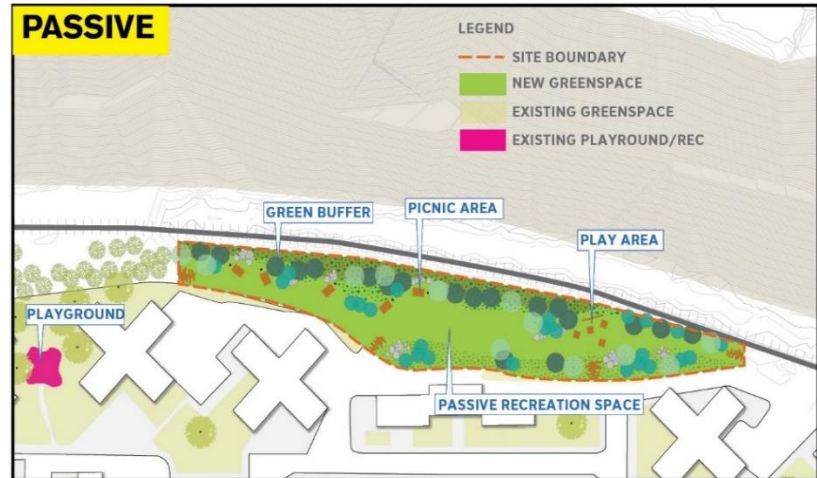 PASSIVE
LEGEND
SITE BOUNDARY
NEW GREENSPACE
EXISTING GREENSPACE
EXISTING PLAYROUND/REC
GREEN BUFFER
PICNIC AREA
PLAY AREA
PLAYGROUND
PASSIVE RECREATION SPACE